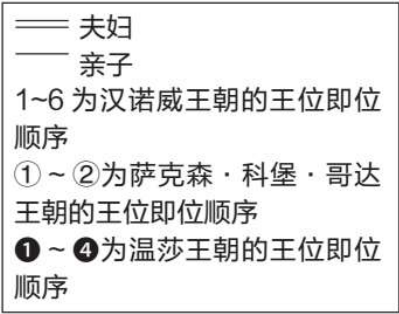 夫妇
亲子
1~6 为汉诺威王朝的王位即位
顺序
① ~ ②为萨克森·科堡·哥达
王朝的王位即位顺序
❶ ~ ❹为温莎王朝的王位即位
顺序